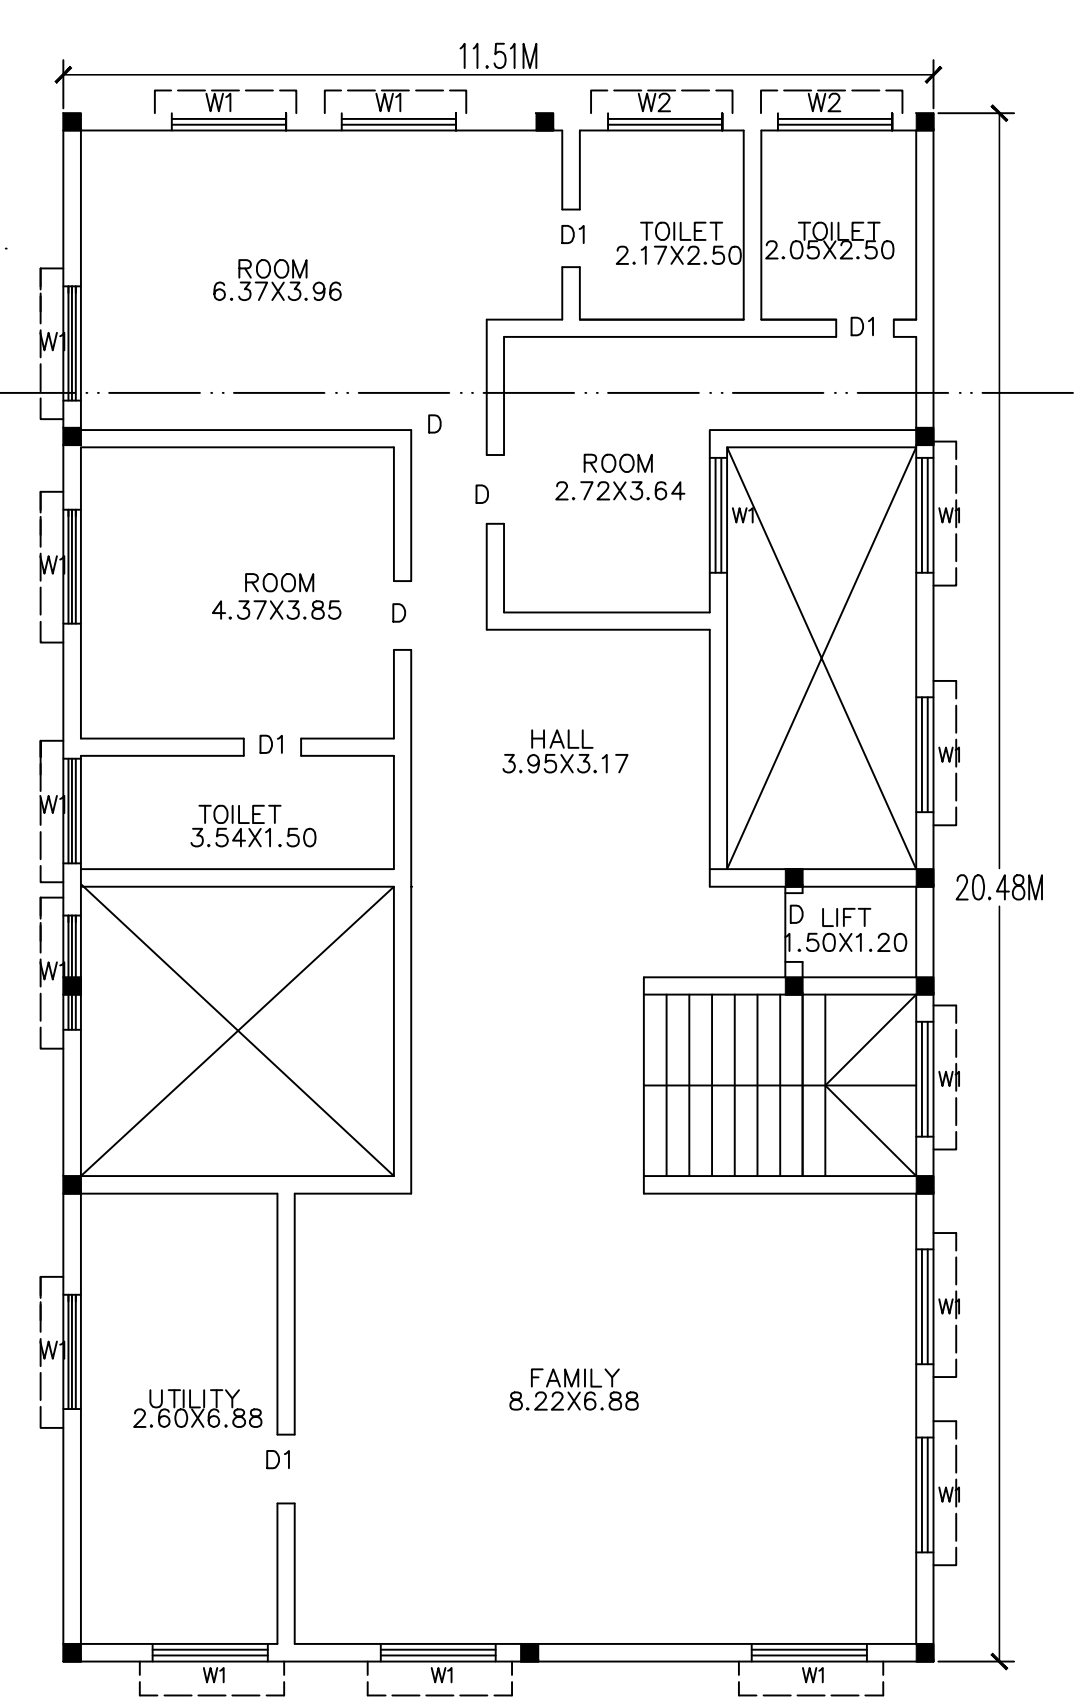 11.51M
W1
W1
W2
W2
D1
TOILET
2.17X2.50
TOILET
2.05X2.50
ROOM
6.37X3.96
W1
D1
D
ROOM
2.72X3.64
D
W1
W1
W1
ROOM
4.37X3.85
D
D1
HALL
3.95X3.17
W1
W1
TOILET
3.54X1.50
20.48M
D
LIFT
1.50X1.20
W1
W1
W1
W1
FAMILY
8.22X6.88
UTILITY
2.60X6.88
D1
W1
W1
W1
W1